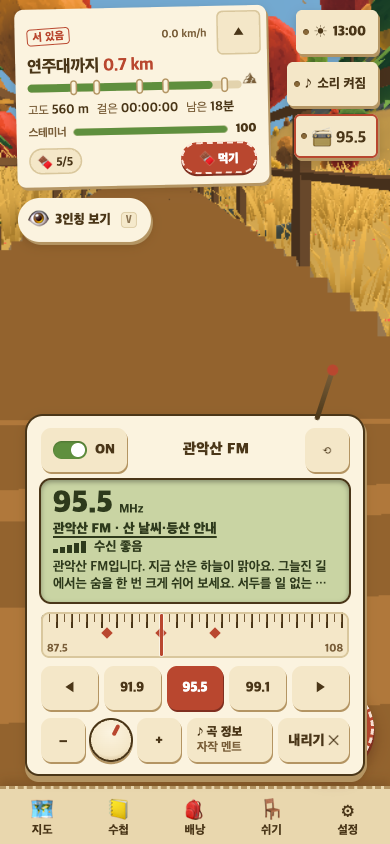 서 있음
0.0 km/h
연주대까지 0.7 km
고도 560 m 걸은 00:00:00 남은 18분
스테미너 100
5/5
먹기
13:00
소리 켜짐
95.5
3인칭 보기 V
ON
관악산 FM
95.5 MHz
관악산 FM · 산 날씨·등산 안내
수신 좋음
관악산 FM입니다. 지금 산은 하늘이 맑아요. 그늘진 길
에서는 숨을 한 번 크게 쉬어 보세요. 서두를 일 없는 …
87.5 108
91.9 95.5 99.1
− + ♪ 곡 정보
자작 멘트
내리기 ×
지도 수첩 배낭 쉬기 설정